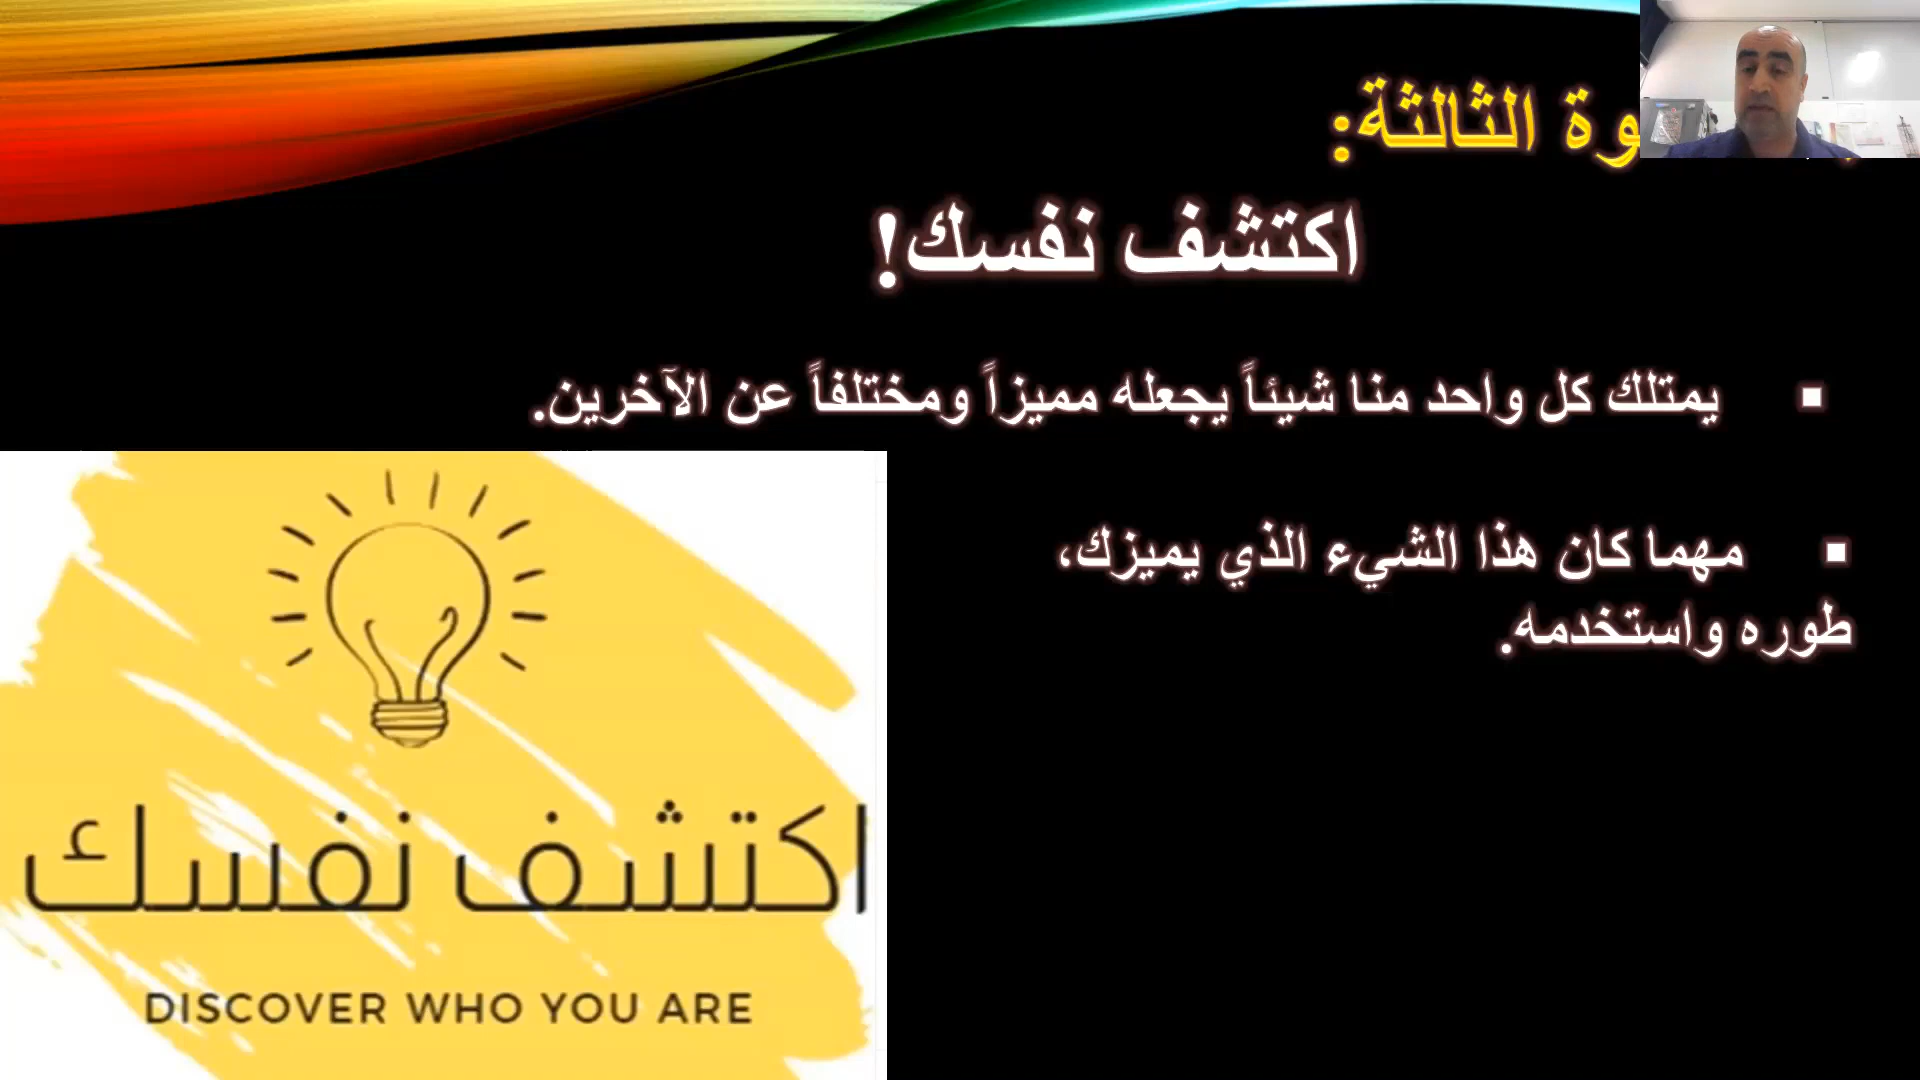 الثالثة:
اكتشف نفسك!
▪ يمتلك كل واحد منا شيئاً يجعله مميزاً ومختلفاً عن الآخرين.
▪ مهما كان هذا الشيء الذي يميزك،
طوره واستخدمه.
اكتشف نفسك
DISCOVER WHO YOU ARE